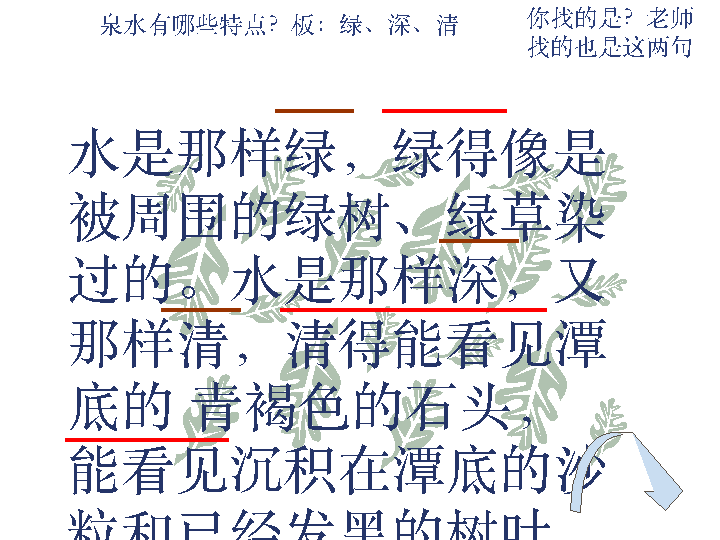 泉水有哪些特点？板：绿、深、清
你找的是？老师
找的也是这两句
水是那样绿，绿得像是
被周围的绿树、绿草染
过的。水是那样深，又
那样清，清得能看见潭
底的 青褐色的石头，
能看见沉积在潭底的沙
粒和已经发黑的树叶